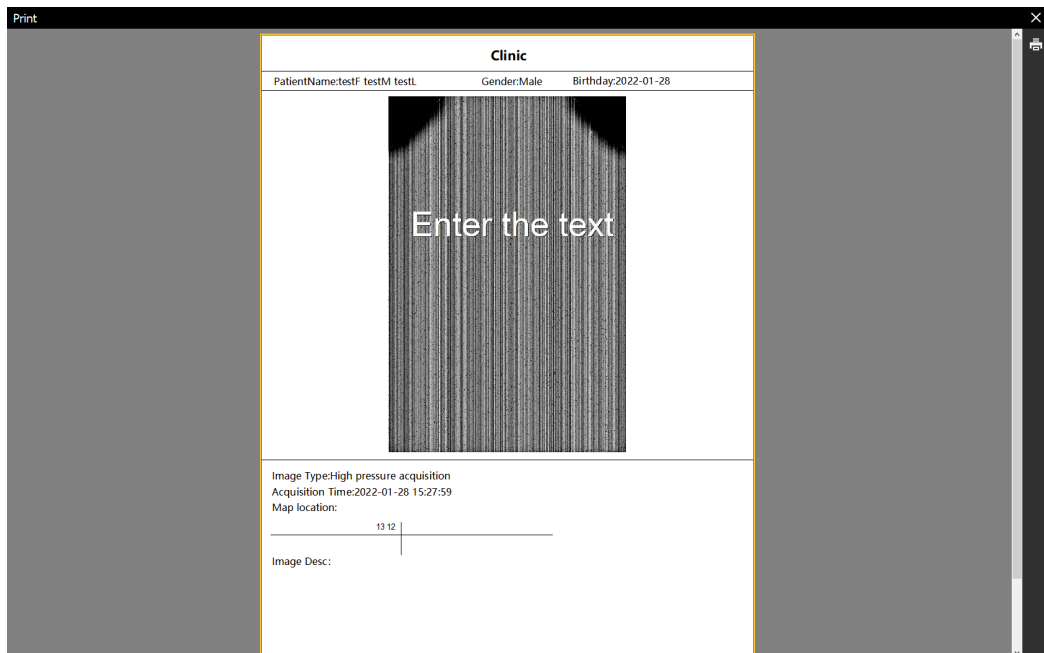 Print
Clinic
PatientName:testF testM testL Gender:Male Birthday:2022-01-28
Enter the text
Image Type:High pressure acquisition
Acquisition Time:2022-01-28 15:27:59
Map location:
13 12
Image Desc: